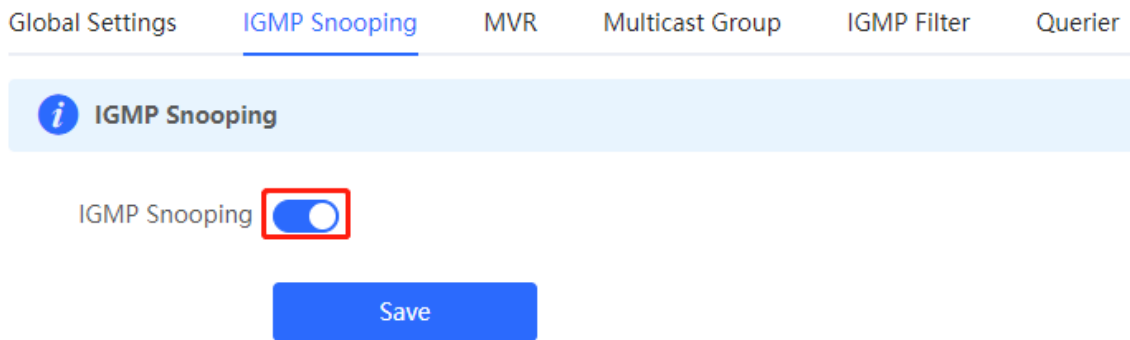 Global Settings IGMP Snooping MVR Multicast Group IGMP Filter Querier
i IGMP Snooping
IGMP Snooping
Save